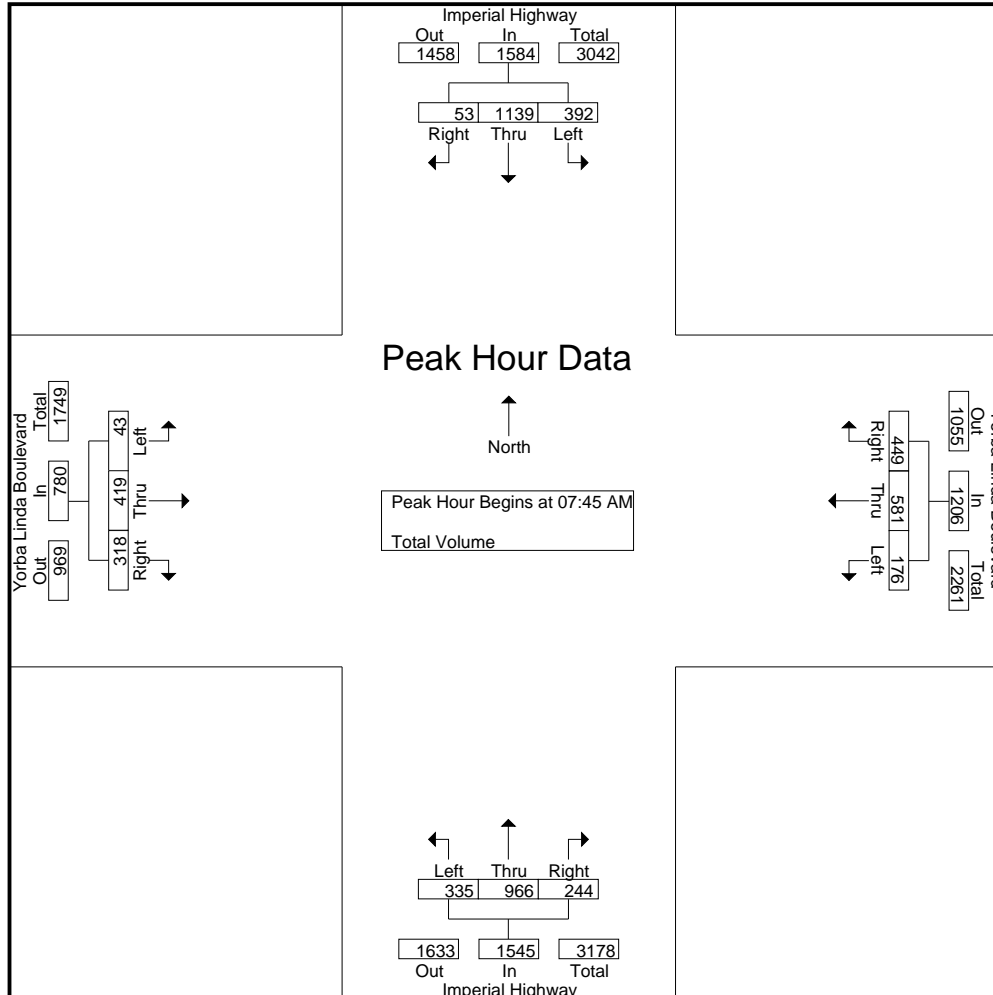 Imperial Highway
Out In Total
1458 1584 3042
53 1139 392
Right Thru Left
Peak Hour Data
North
Peak Hour Begins at 07:45 AM
Total Volume
Yorba Linda Boulevard
Total In Out
1749 780 969
43 419 318
Left Thru Right
Out In Total
1055 1206 2261
449 581 176
Right Thru Left
Left Thru Right
335 966 244
1633 1545 3178
Out In Total
Imperial Highway